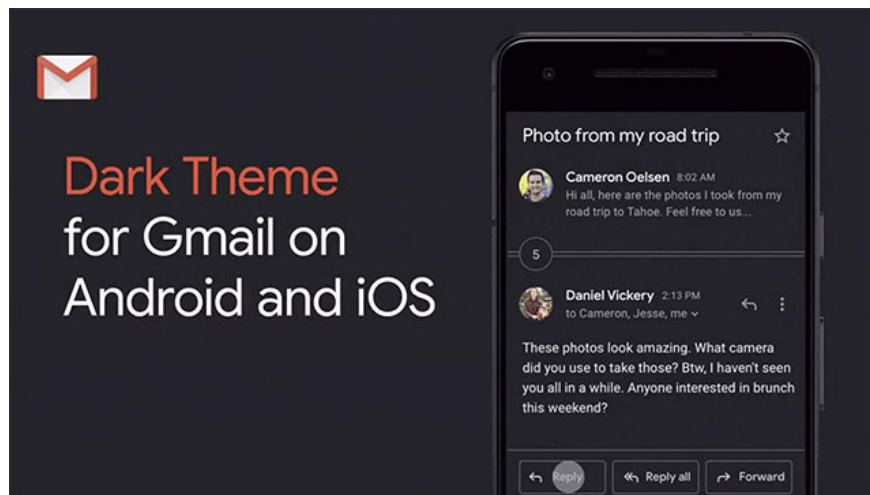 Dark Theme
for Gmail on
Android and iOS
Photo from my road trip
Cameron Oelsen 8:02 AM
Hi all, here are the photos I took from my
road trip to Tahoe. Feel free to us...
5
Daniel Vickery 2:13 PM
to Cameron, Jesse, me
These photos look amazing. What camera
did you use to take those? Btw, I haven't seen
you all in a while. Anyone interested in brunch
this weekend?
Reply
Reply all
Forward